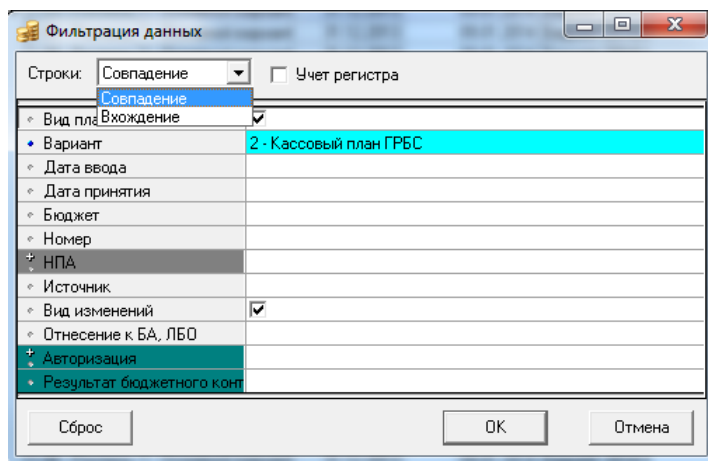 Фильтрация данных
Строки: Совпадение Учет регистра
Совпадение
Вхождение
Вид пла
Вариант 2 - Кассовый план ГРБС
Дата ввода
Дата принятия
Бюджет
Номер
НПА
Источник
Вид изменений
Отнесение к БА, ЛБО
Авторизация
Результат бюджетного конт
Сброс OK Отмена